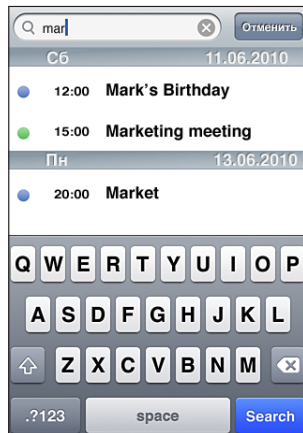 mar Отменить
Сб 11.06.2010
12:00 Mark's Birthday
15:00 Marketing meeting
Пн 13.06.2010
20:00 Market
Q W E R T Y U I O P
A S D F G H J K L
Z X C V B N M
.?123 space Search